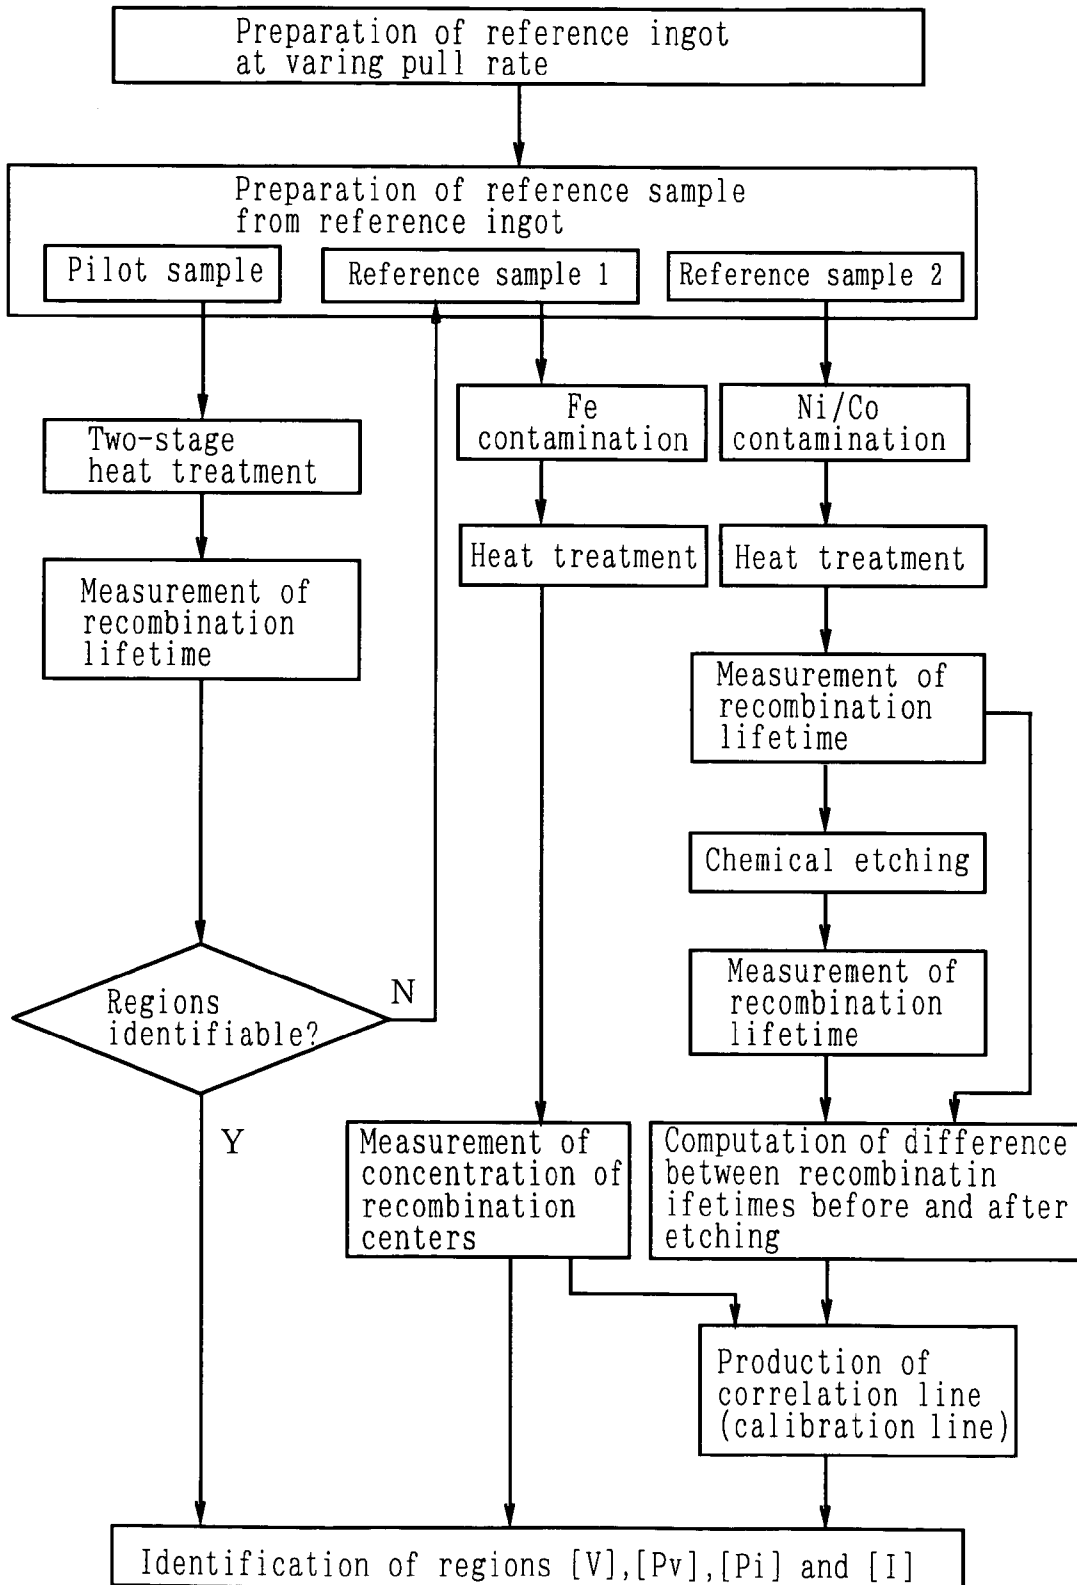 Preparation of reference ingot
at varing pull rate
Preparation of reference sample
from reference ingot
Pilot sample
Reference sample 1
Reference sample 2
Fe
contamination
Ni/Co
contamination
Two-stage
heat treatment
Heat treatment
Heat treatment
Measurement of
recombination
lifetime
Measurement of
recombination
lifetime
Chemical etching
Measurement of
recombination
lifetime
Regions
identifiable?
N
Y
Measurement of
concentration of
recombination
centers
Computation of difference
between recombinatin
ifetimes before and after
etching
Production of
correlation line
(calibration line)
Identification of regions [V],[Pv],[Pi] and [I]